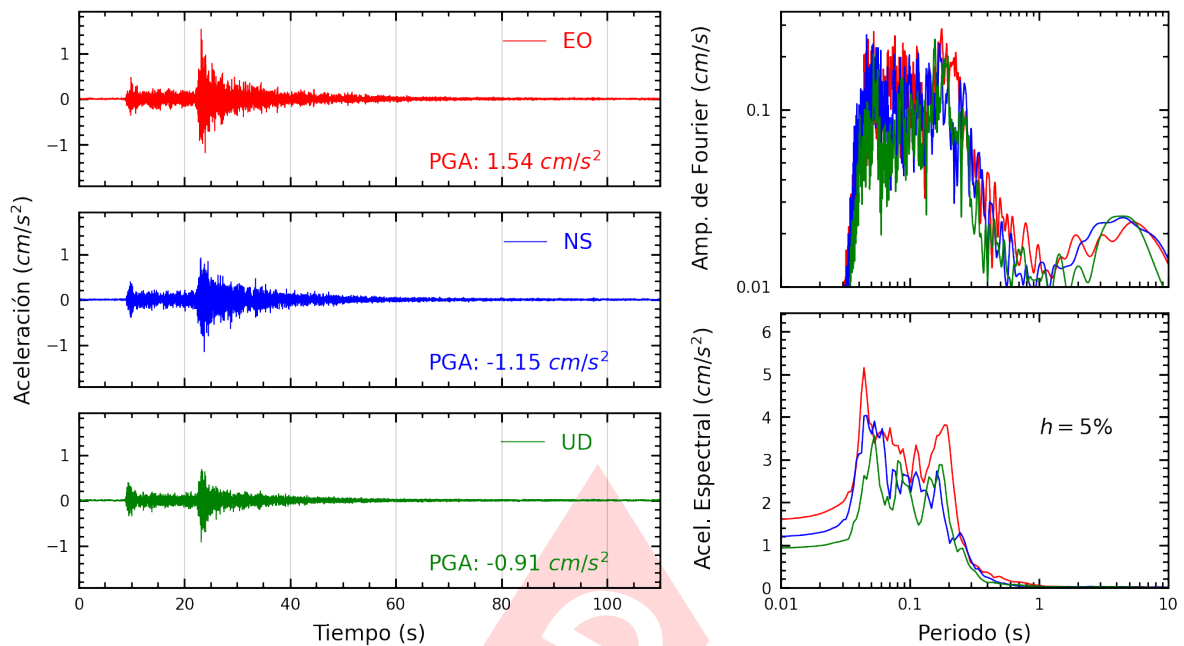 Aceleración (cm/s²)
EO
1
0
−1
PGA: 1.54 cm/s²
NS
1
0
−1
PGA: -1.15 cm/s²
UD
1
0
−1
PGA: -0.91 cm/s²
0 20 40 60 80 100
Tiempo (s)
Amp. de Fourier (cm/s)
0.1
0.01
Acel. Espectral (cm/s²)
6
5
4
3
2
1
0
h = 5%
0.01 0.1 1 10
Periodo (s)